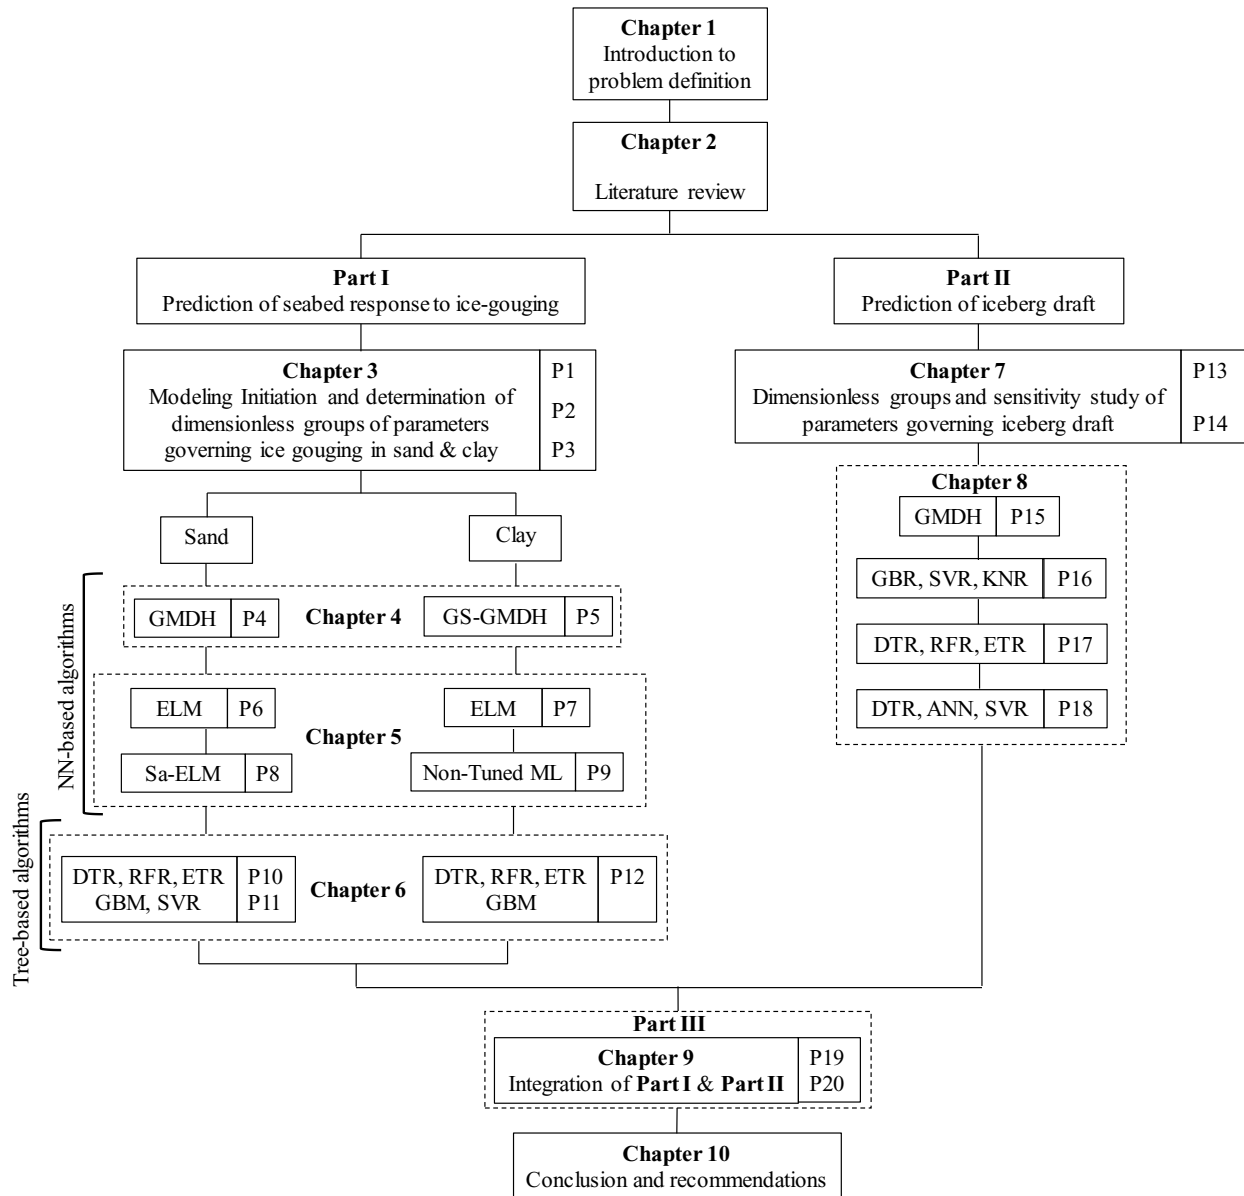 Chapter 1
Introduction to
problem definition
Chapter 2
Literature review
Part I
Prediction of seabed response to ice-gouging
Part II
Prediction of iceberg draft
Chapter 3
Modeling Initiation and determination of
dimensionless groups of parameters
governing ice gouging in sand & clay
P1
P2
P3
Chapter 7
Dimensionless groups and sensitivity study of
parameters governing iceberg draft
P13
P14
Sand
Clay
NN-based algorithms
GMDH P4
Chapter 4
GS-GMDH P5
ELM P6
Sa-ELM P8
Chapter 5
ELM P7
Non-Tuned ML P9
Tree-based algorithms
DTR, RFR, ETR
GBM, SVR
P10
P11
Chapter 6
DTR, RFR, ETR
GBM
P12
Chapter 8
GMDH P15
GBR, SVR, KNR P16
DTR, RFR, ETR P17
DTR, ANN, SVR P18
Part III
Chapter 9
Integration of Part I & Part II
P19
P20
Chapter 10
Conclusion and recommendations